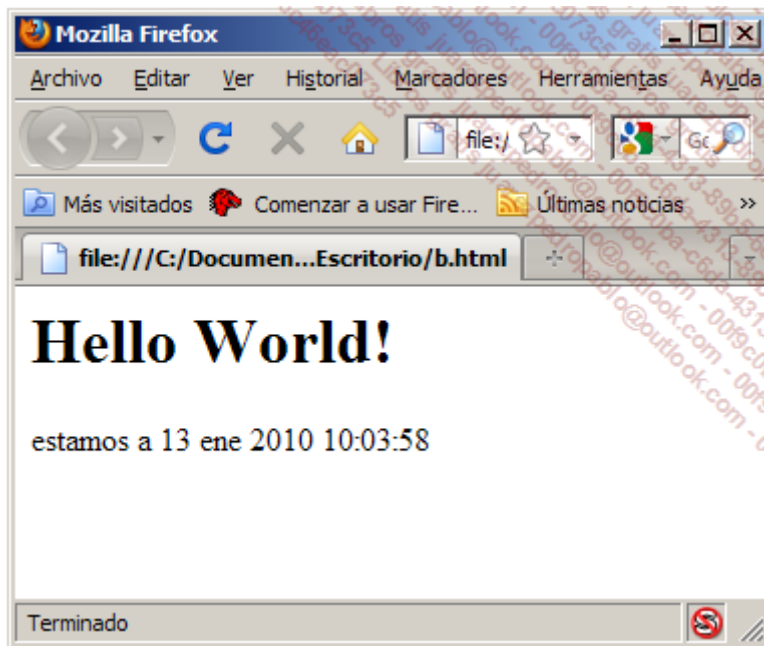 Mozilla Firefox
Archivo Editar Ver Historial Marcadores Herramientas Ayuda
file:/ Gc
Más visitados Comenzar a usar Fire... Últimas noticias »
file:///C:/Documen...Escritorio/b.html
Hello World!
estamos a 13 ene 2010 10:03:58
Terminado